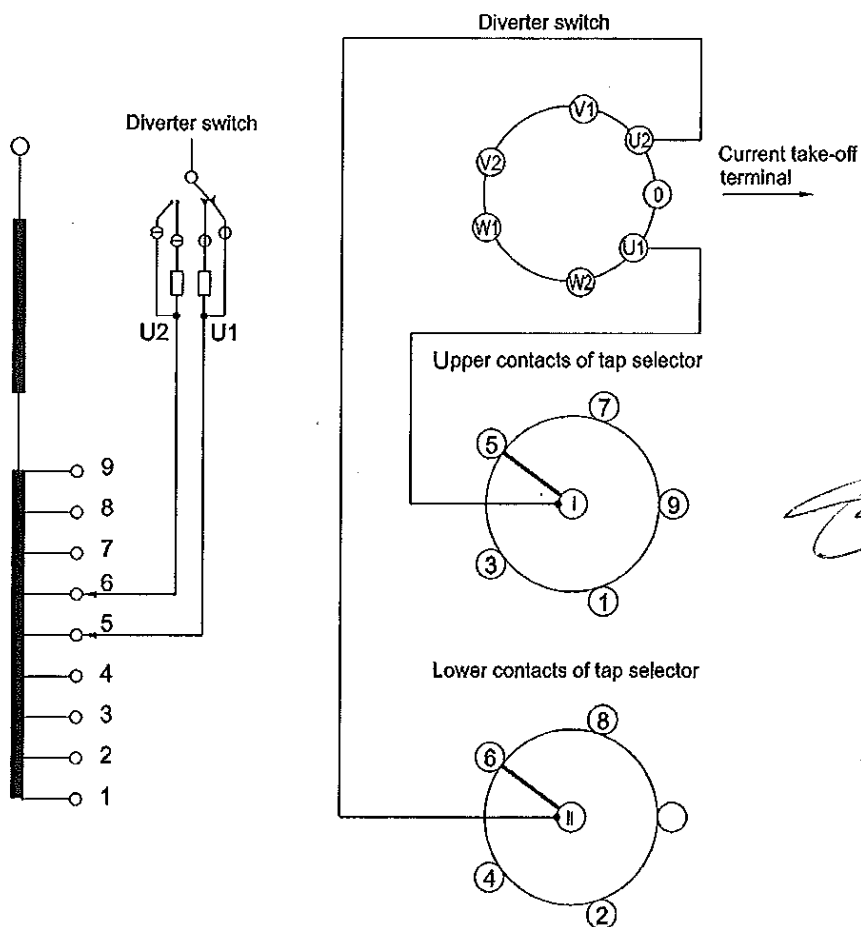 Diverter switch
U2
U1
9
8
7
6
5
4
3
2
1
Diverter switch
V1
U2
V2
0
W1
U1
W2
Current take-off
terminal
Upper contacts of tap selector
7
5
I
9
3
1
Lower contacts of tap selector
8
6
II
4
2